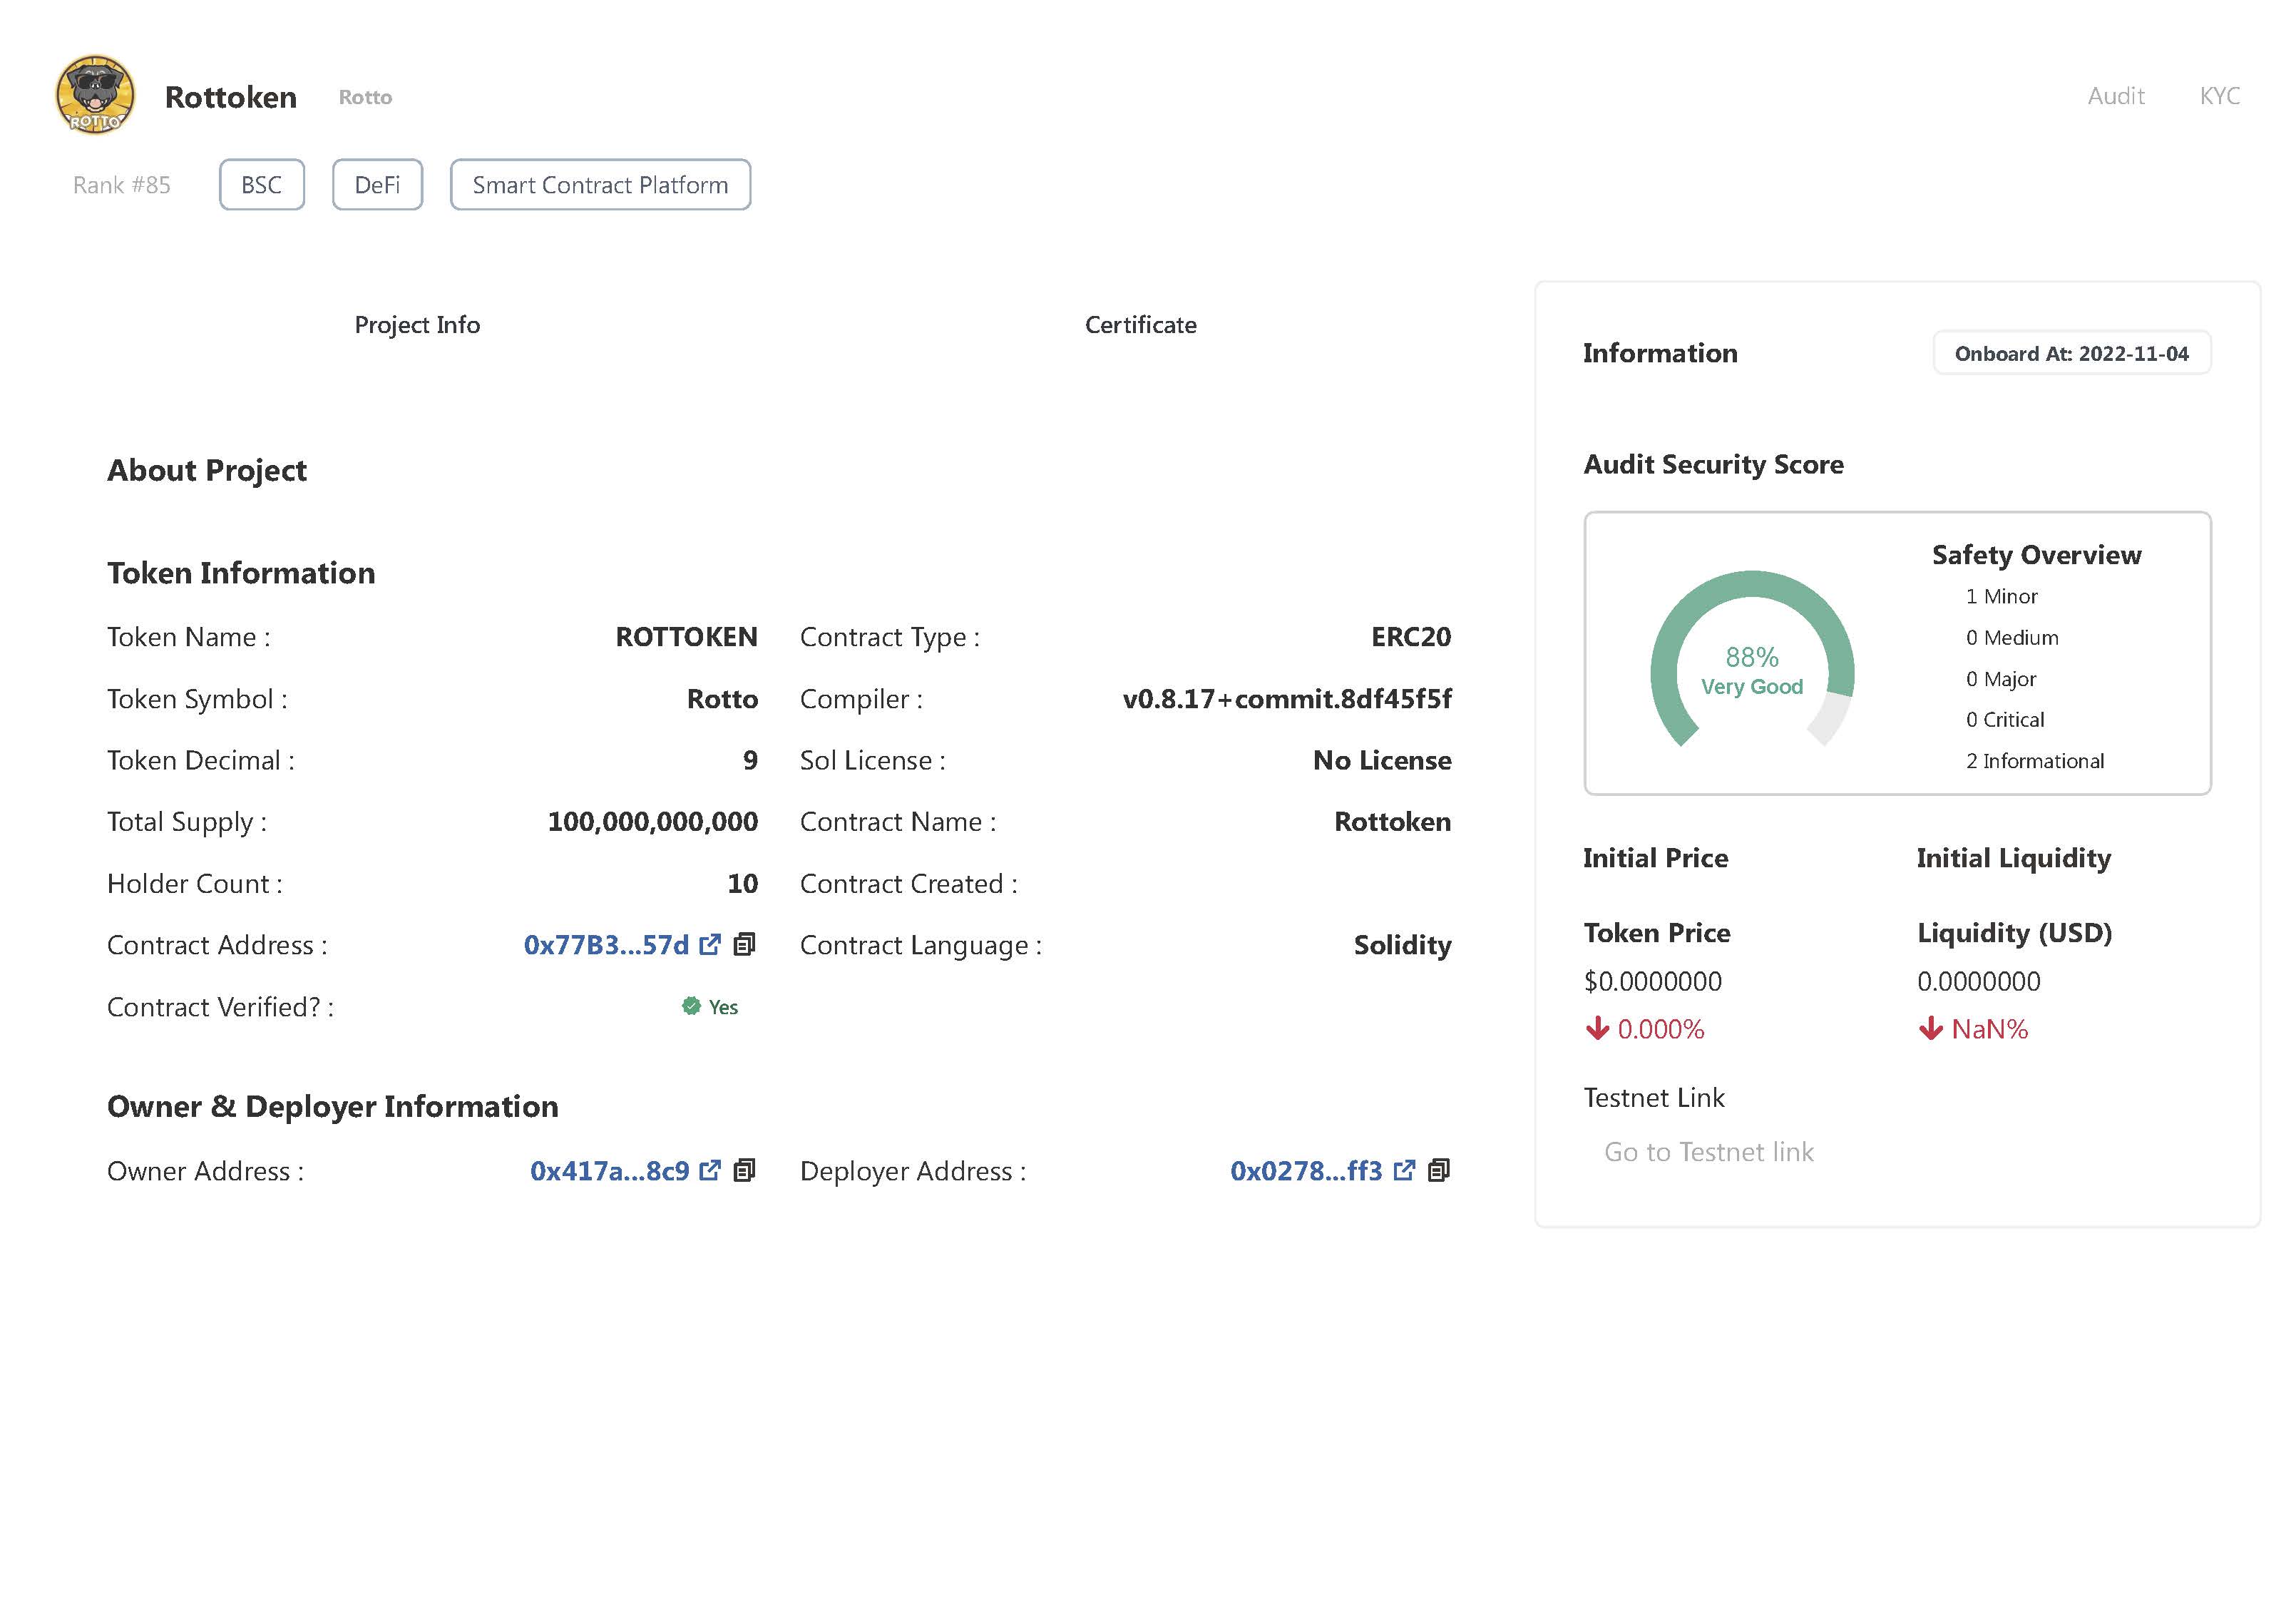 ROTTO
Rottoken Rotto
Audit KYC
Rank #85 BSC DeFi Smart Contract Platform
Project Info Certificate
About Project
Token Information
Token Name : ROTTOKEN Contract Type : ERC20
Token Symbol : Rotto Compiler : v0.8.17+commit.8df45f5f
Token Decimal : 9 Sol License : No License
Total Supply : 100,000,000,000 Contract Name : Rottoken
Holder Count : 10 Contract Created :
Contract Address : 0x77B3...57d Contract Language : Solidity
Contract Verified? : Yes
Owner & Deployer Information
Owner Address : 0x417a...8c9 Deployer Address : 0x0278...ff3
Information Onboard At: 2022-11-04
Audit Security Score
88%
Very Good
Safety Overview
1 Minor
0 Medium
0 Major
0 Critical
2 Informational
Initial Price Initial Liquidity
Token Price Liquidity (USD)
$0.0000000 0.0000000
0.000% NaN%
Testnet Link
Go to Testnet link